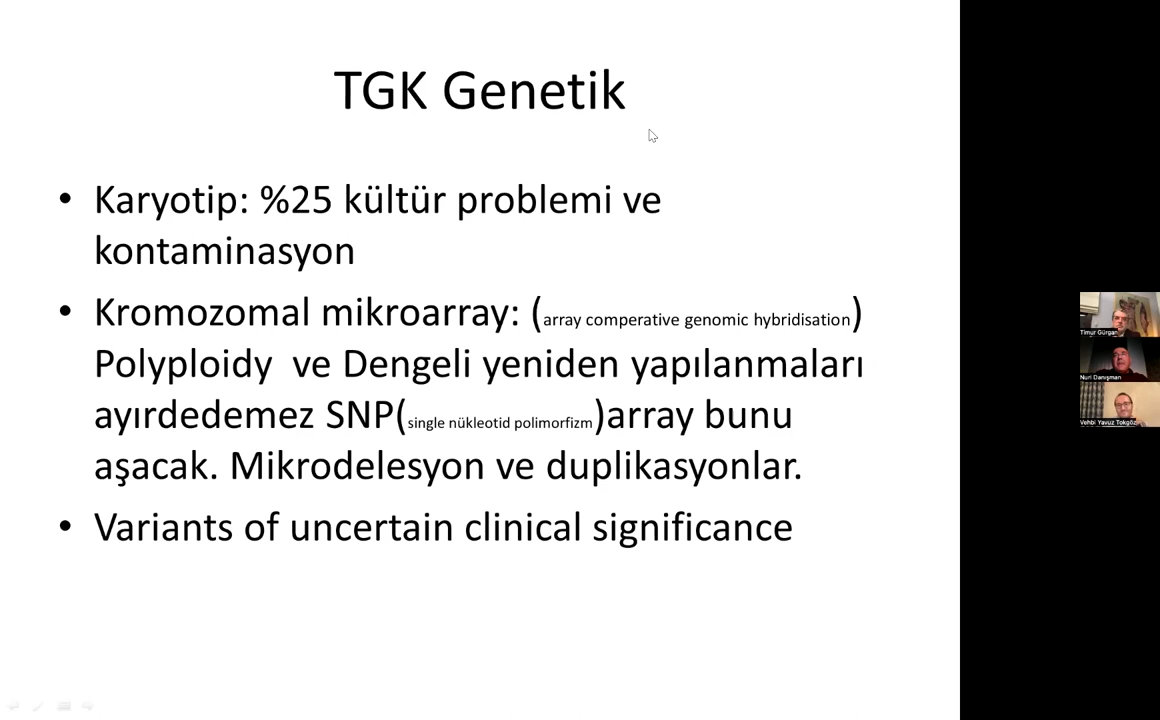 TGK Genetik
• Karyotip: %25 kültür problemi ve
kontaminasyon
• Kromozomal mikroarray: (array comperative genomic hybridisation)
Polyploidy ve Dengeli yeniden yapılanmaları
ayırdedemez SNP(single nükleotid polimorfizm)array bunu
aşacak. Mikrodelesyon ve duplikasyonlar.
• Variants of uncertain clinical significance
Timur Gürgan
Nuri Danışman
Vehbi Yavuz Tokgöz